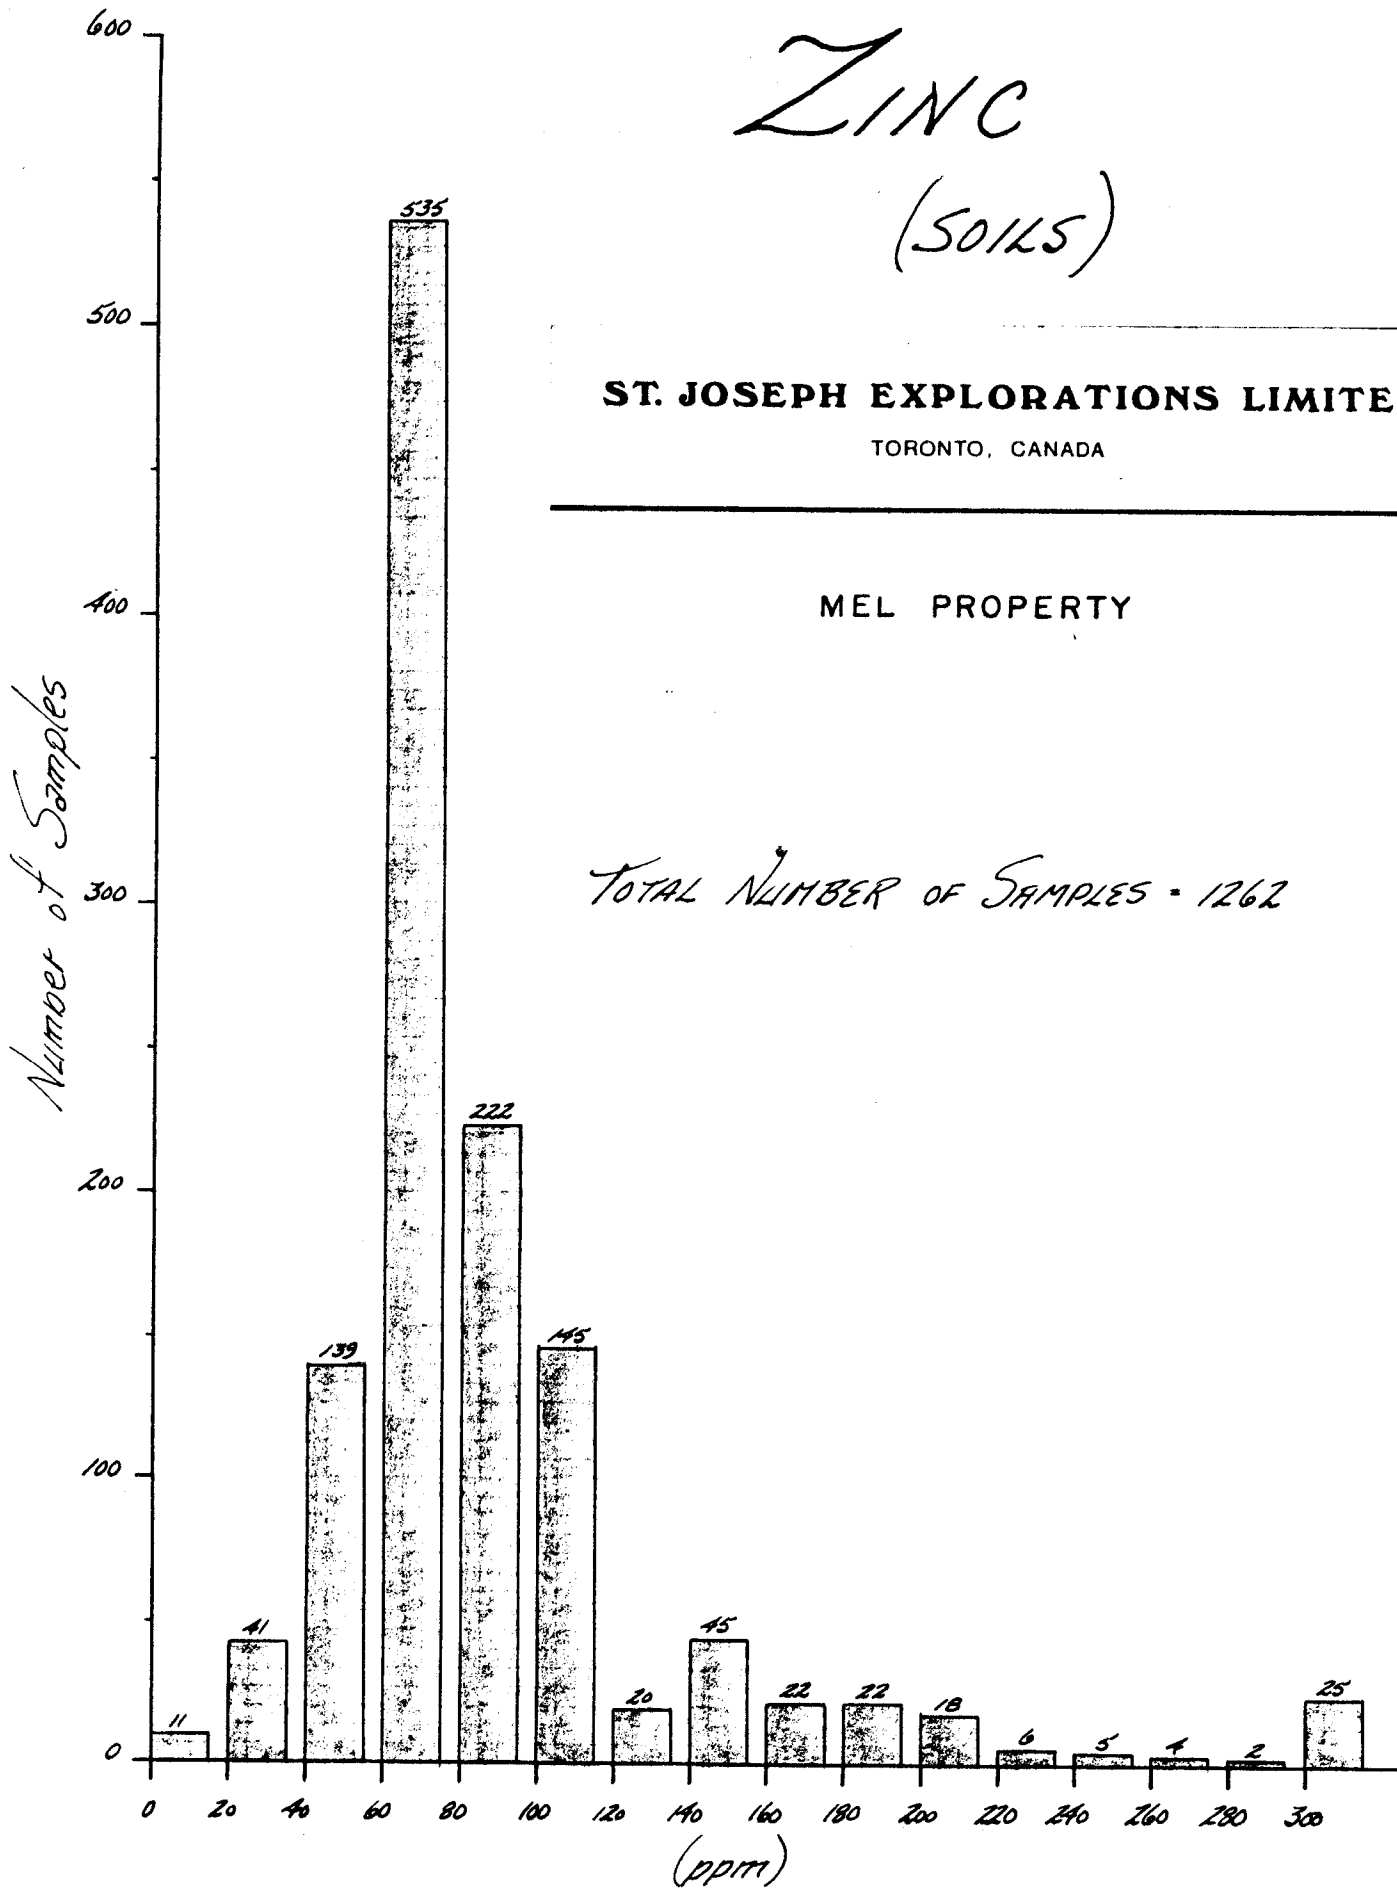 ZINC
(SOILS)
ST. JOSEPH EXPLORATIONS LIMITE
TORONTO, CANADA
MEL PROPERTY
TOTAL NUMBER OF SAMPLES = 1262
Number of Samples
600
500
400
300
200
100
0
11
41
139
535
222
145
20
45
22
22
18
6
5
4
2
25
0 20 40 60 80 100 120 140 160 180 200 220 240 260 280 300
(ppm)